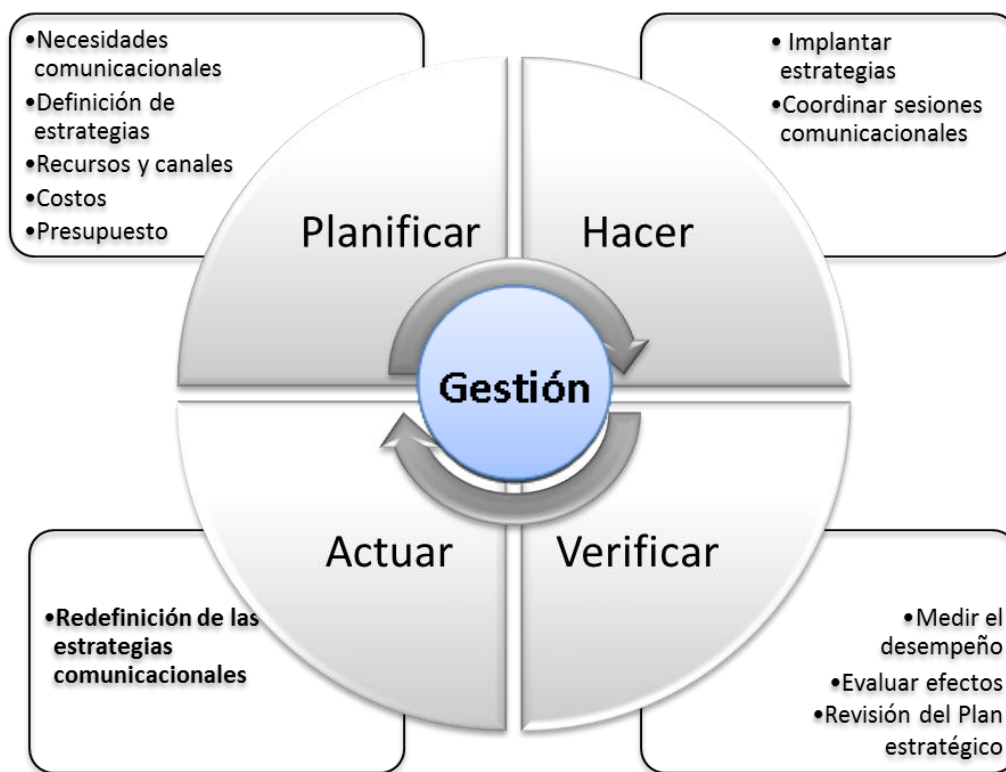 •Necesidades
comunicacionales
•Definición de
estrategias
•Recursos y canales
•Costos
•Presupuesto
• Implantar
estrategias
•Coordinar sesiones
comunicacionales
Planificar
Hacer
Gestión
Actuar
Verificar
•Redefinición de las
estrategias
comunicacionales
•Medir el
desempeño
•Evaluar efectos
•Revisión del Plan
estratégico